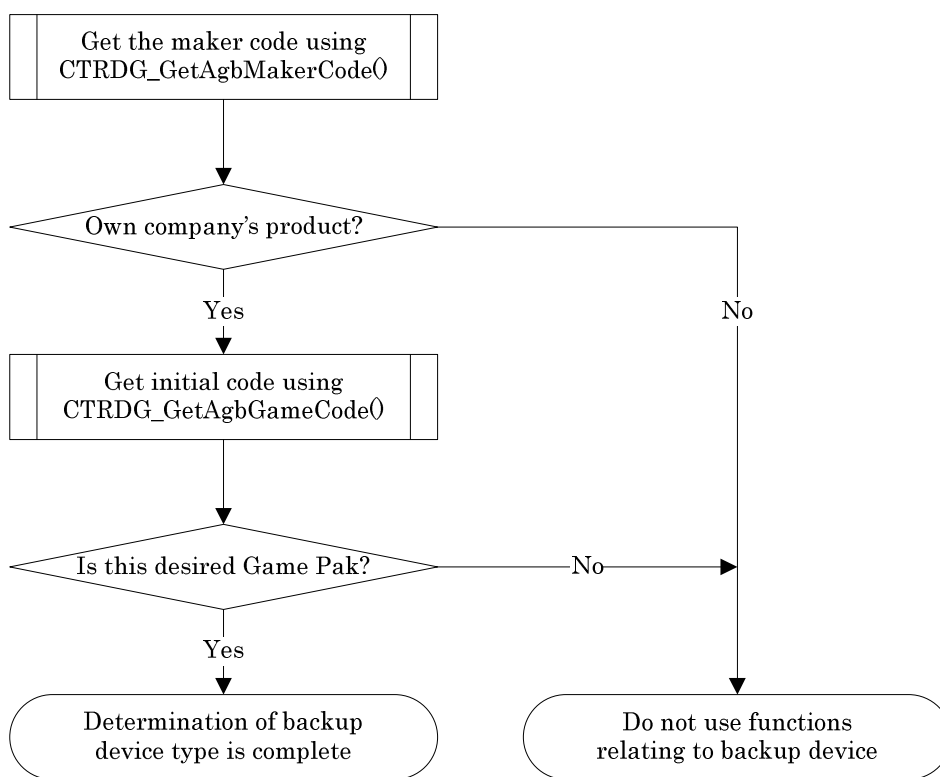 Get the maker code using
CTRDG_GetAgbMakerCode()
Own company’s product?
Yes
No
Get initial code using
CTRDG_GetAgbGameCode()
Is this desired Game Pak?
No
Yes
Determination of backup
device type is complete
Do not use functions
relating to backup device